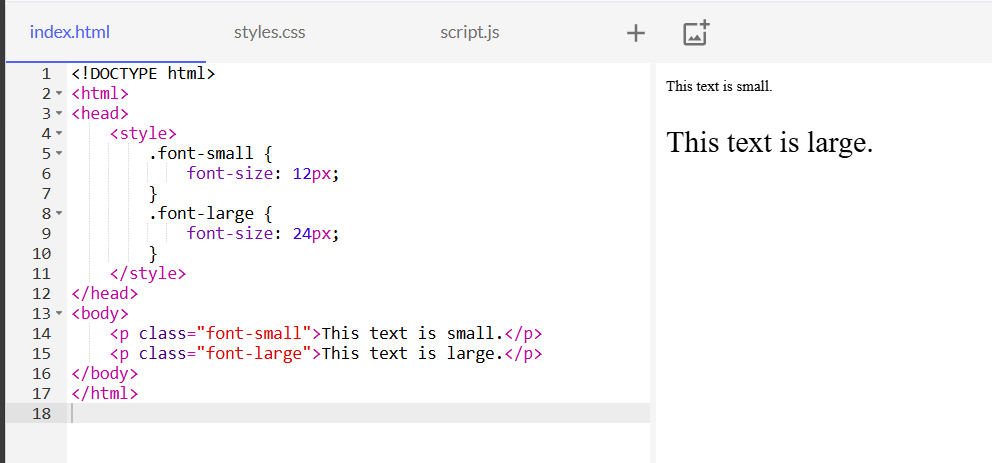 index.html styles.css script.js +
1 <!DOCTYPE html>
2 <html>
3 <head>
4     <style>
5         .font-small {
6             font-size: 12px;
7         }
8         .font-large {
9             font-size: 24px;
10         }
11     </style>
12 </head>
13 <body>
14     <p class="font-small">This text is small.</p>
15     <p class="font-large">This text is large.</p>
16 </body>
17 </html>
18
This text is small.
This text is large.